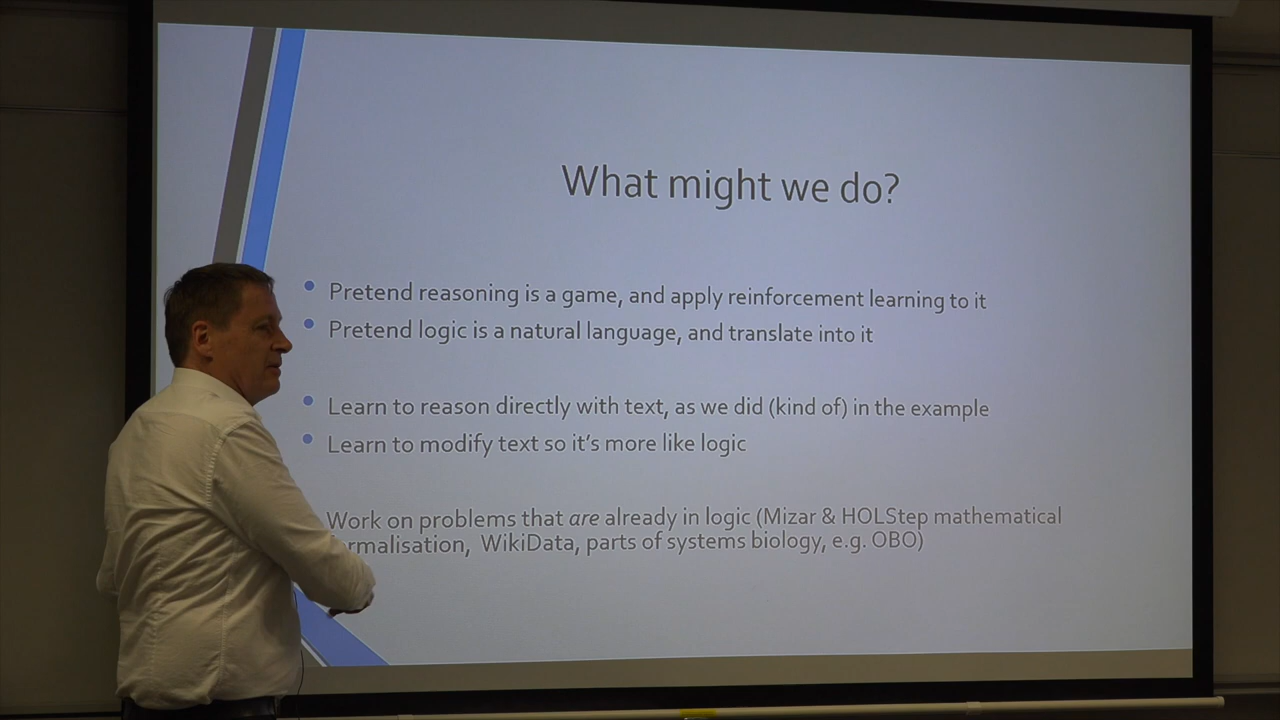 What might we do?
Pretend reasoning is a game, and apply reinforcement learning to it
Pretend logic is a natural language, and translate into it
Learn to reason directly with text, as we did (kind of) in the example
Learn to modify text so it's more like logic
Work on problems that are already in logic (Mizar & HOLStep mathematical
rmalisation, WikiData, parts of systems biology, e.g. OBO)